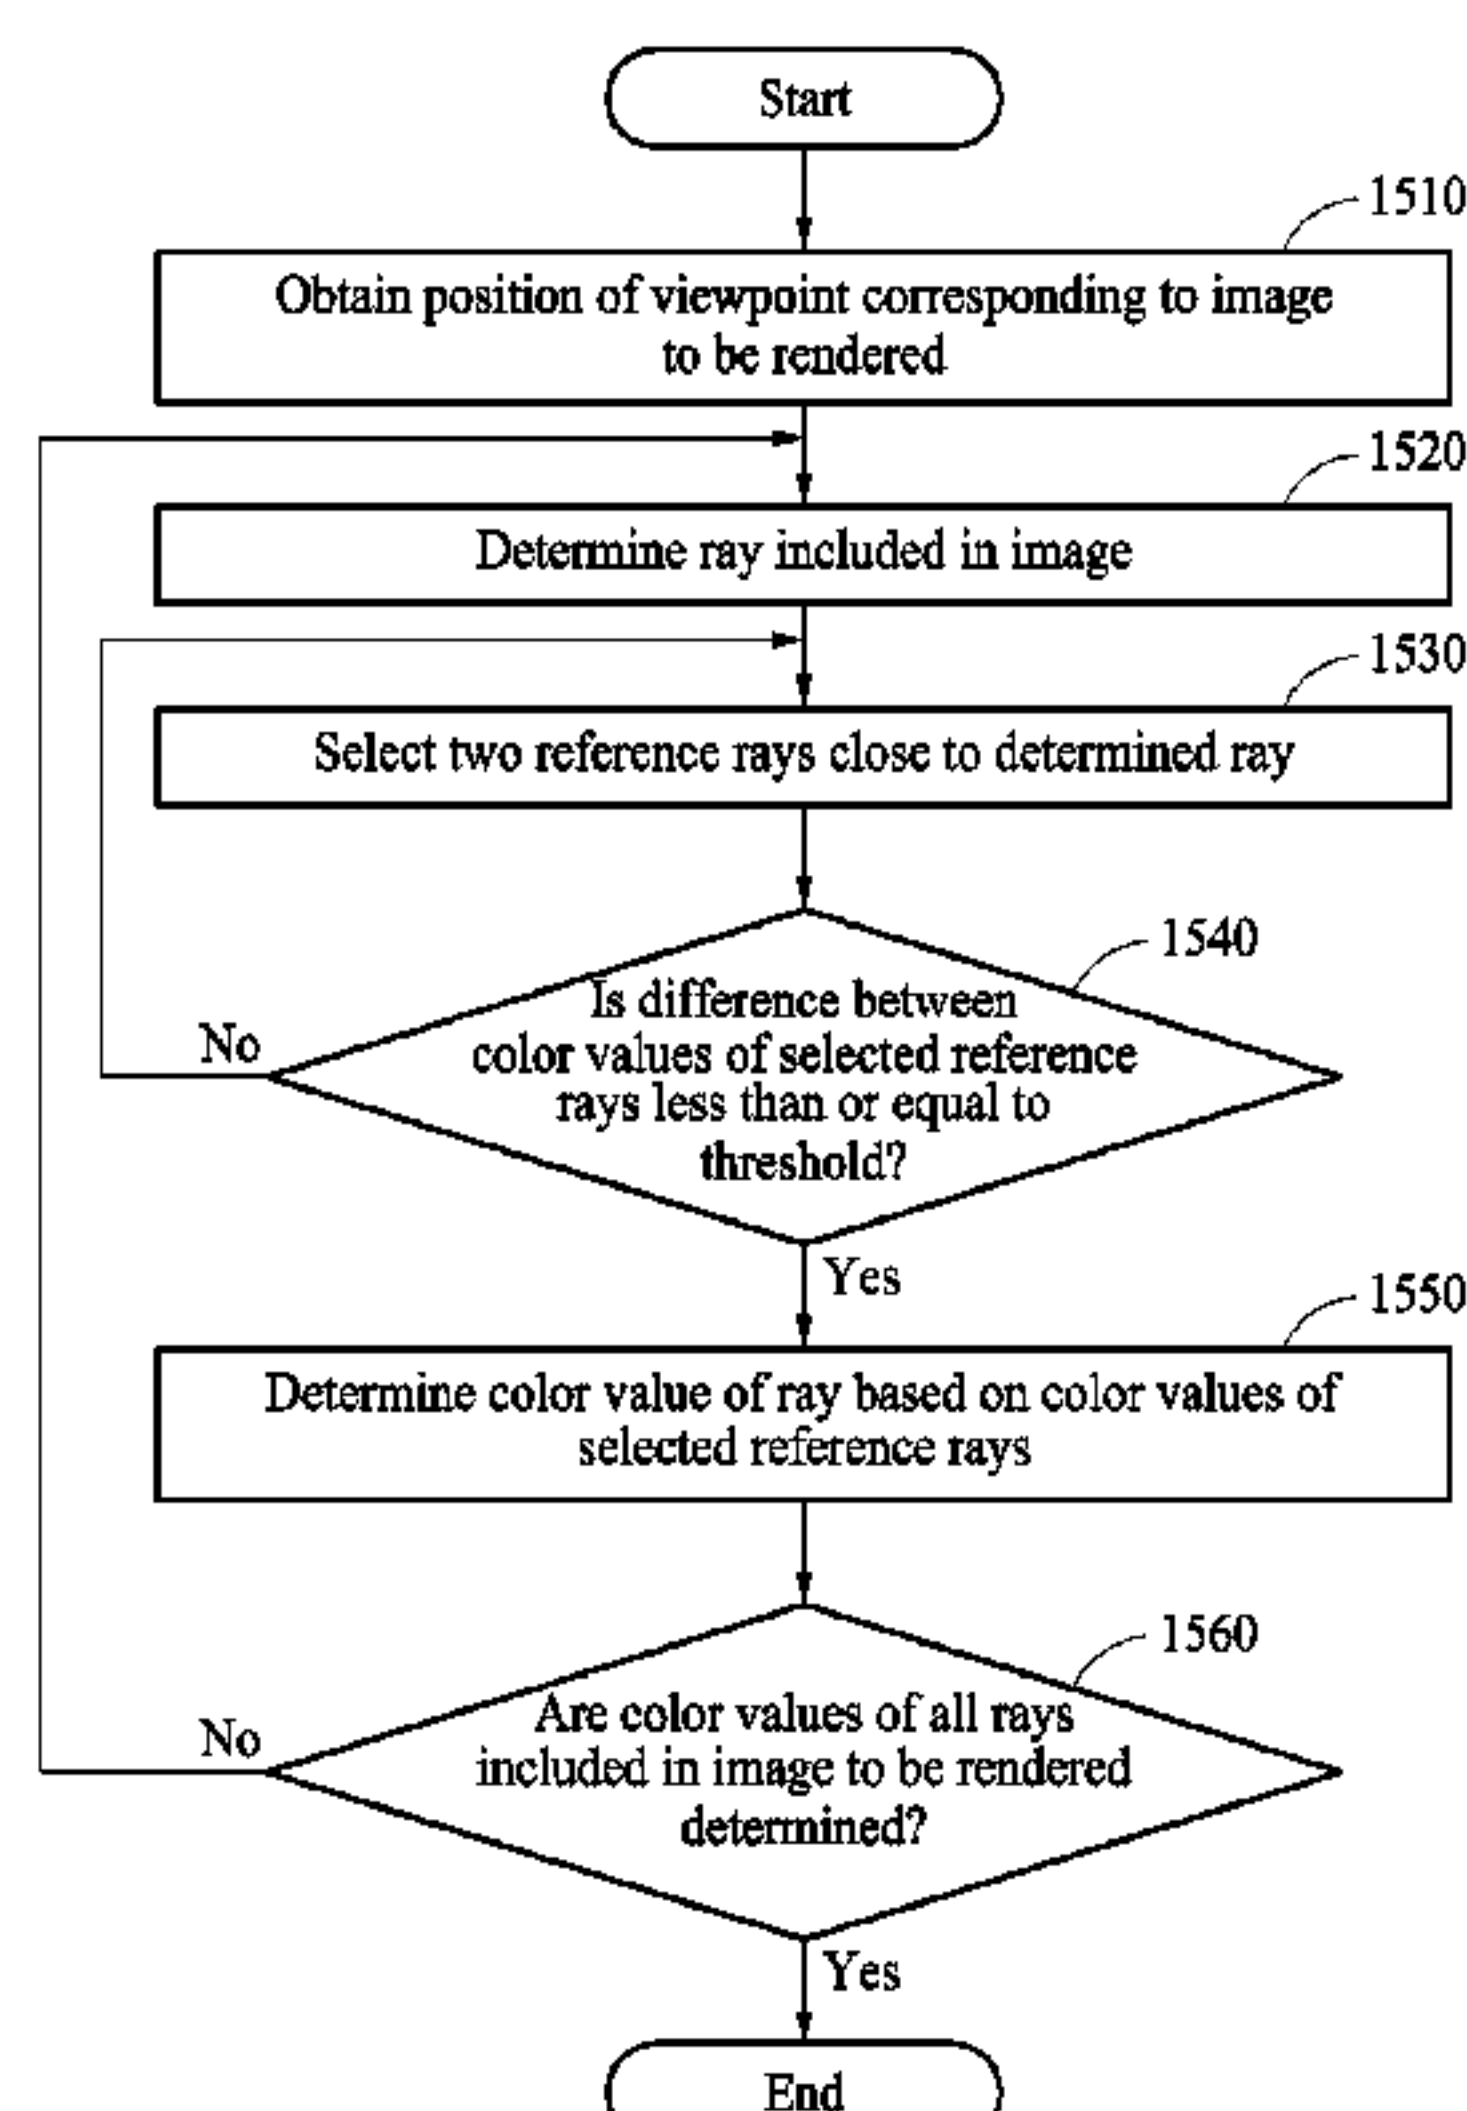 Start
1510
Obtain position of viewpoint corresponding to image
to be rendered
1520
Determine ray included in image
1530
Select two reference rays close to determined ray
1540
Is difference between
color values of selected reference
rays less than or equal to
threshold?
No
Yes
1550
Determine color value of ray based on color values of
selected reference rays
1560
Are color values of all rays
included in image to be rendered
determined?
No
Yes
End